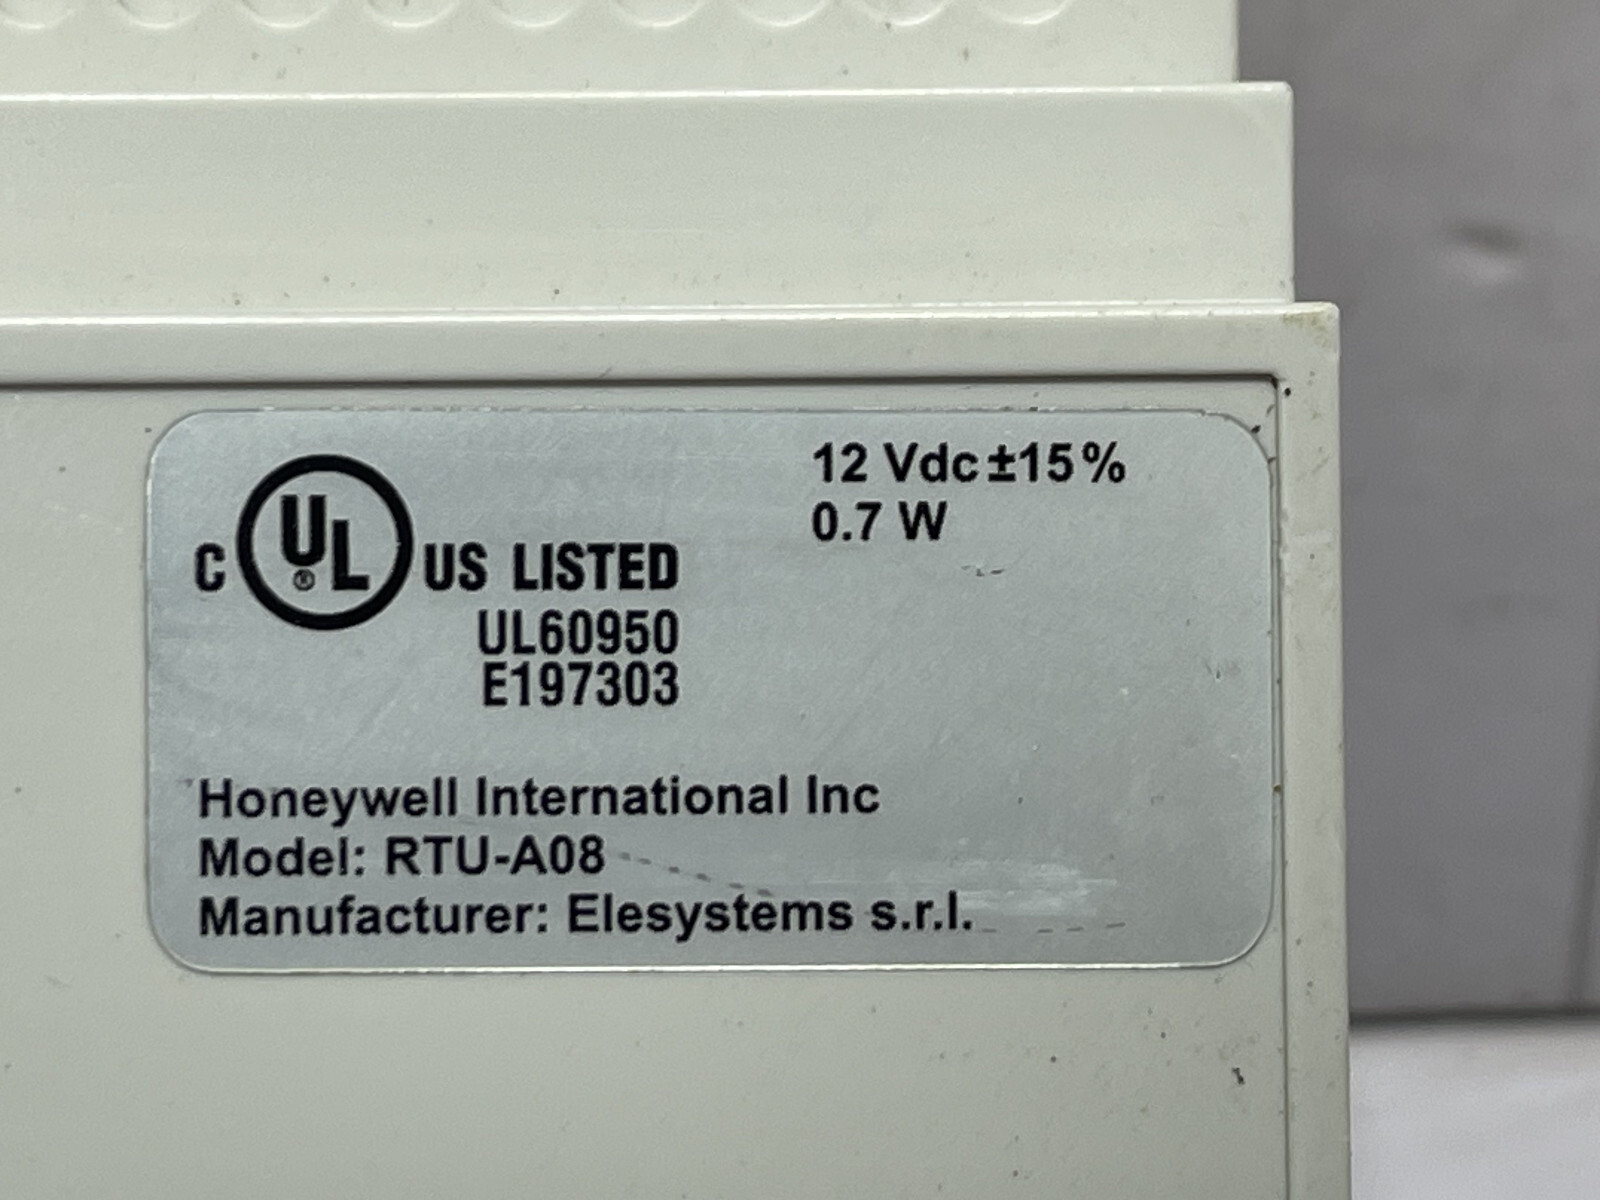 12 Vdc ±15%
0.7 W
C UL® US LISTED
UL60950
E197303
Honeywell International Inc
Model: RTU-A08
Manufacturer: Elesystems s.r.l.